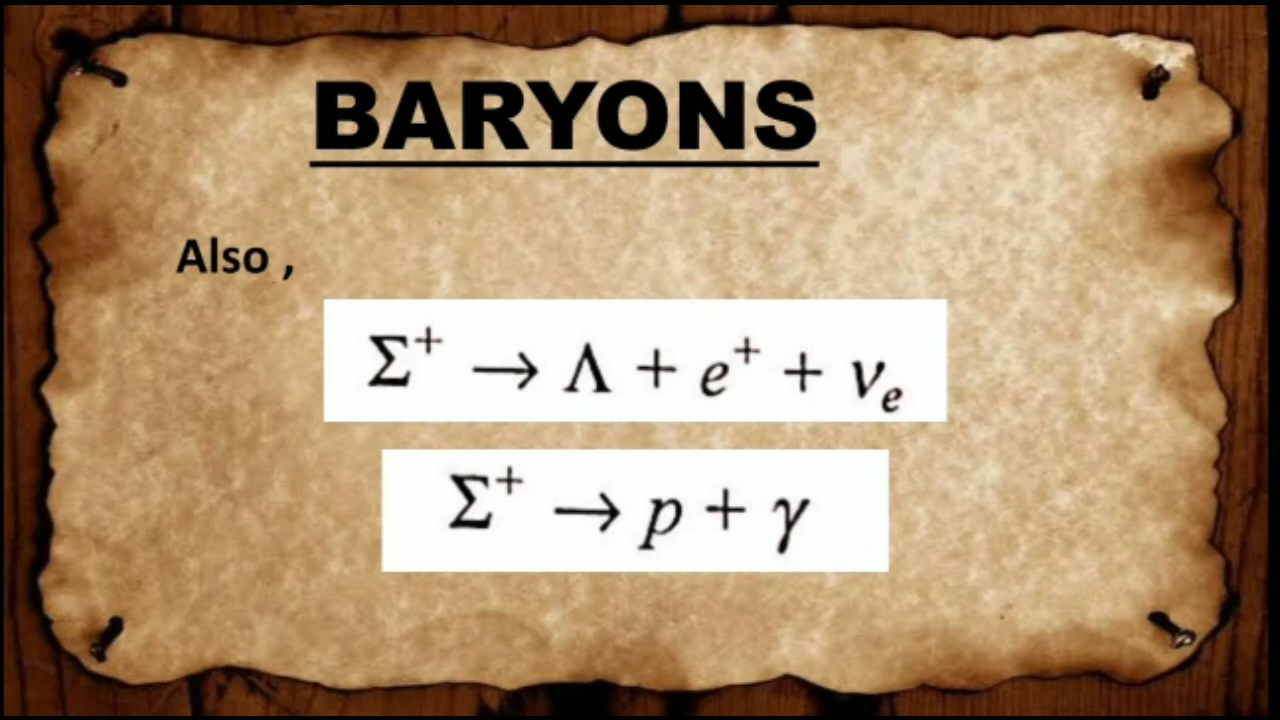 BARYONS
Also ,
Σ⁺ → Λ + e⁺ + νₑ
Σ⁺ → p + γ